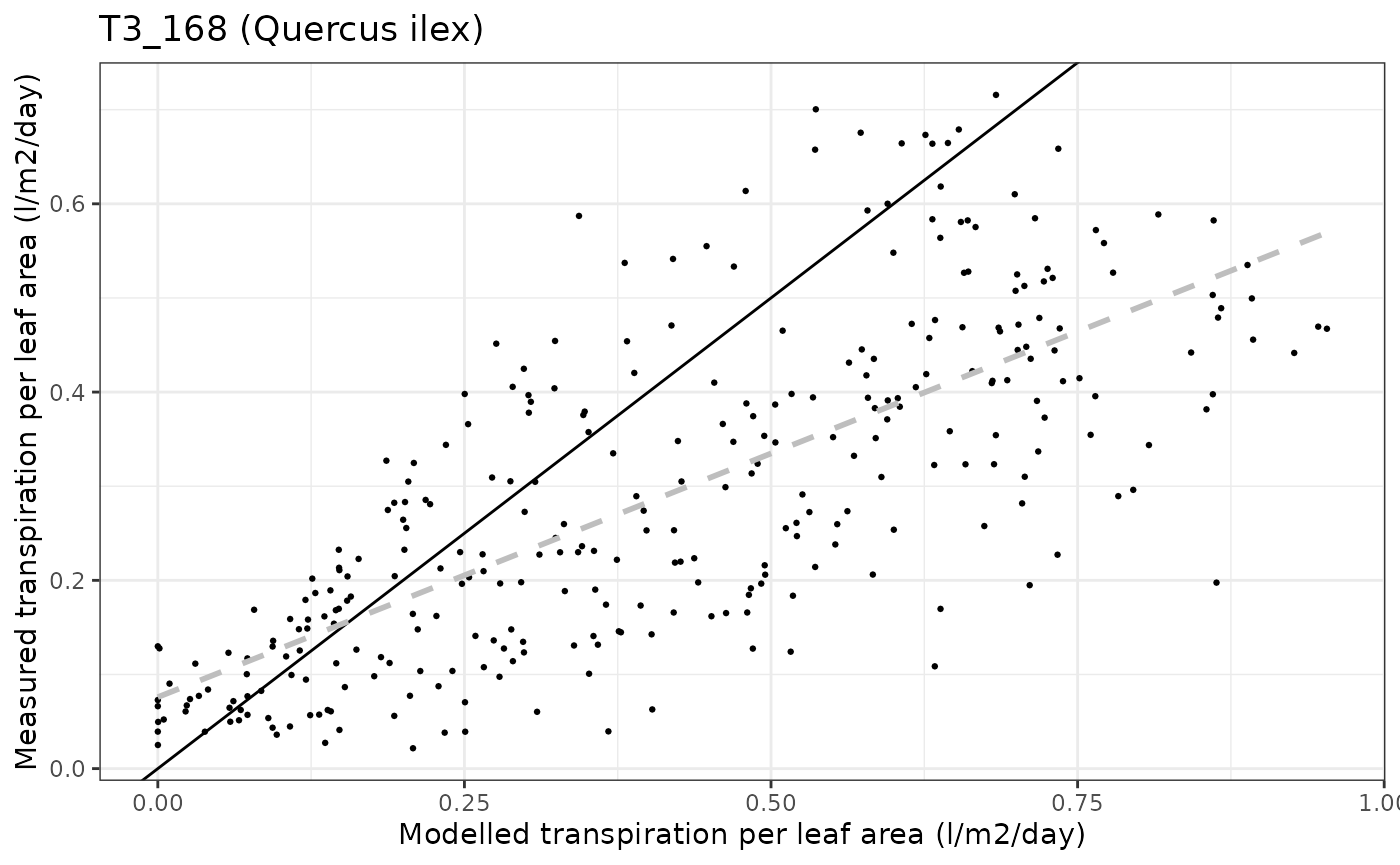 T3_168 (Quercus ilex)
Measured transpiration per leaf area (l/m2/day)
0.6
0.4
0.2
0.0
0.00 0.25 0.50 0.75 1.00
Modelled transpiration per leaf area (l/m2/day)